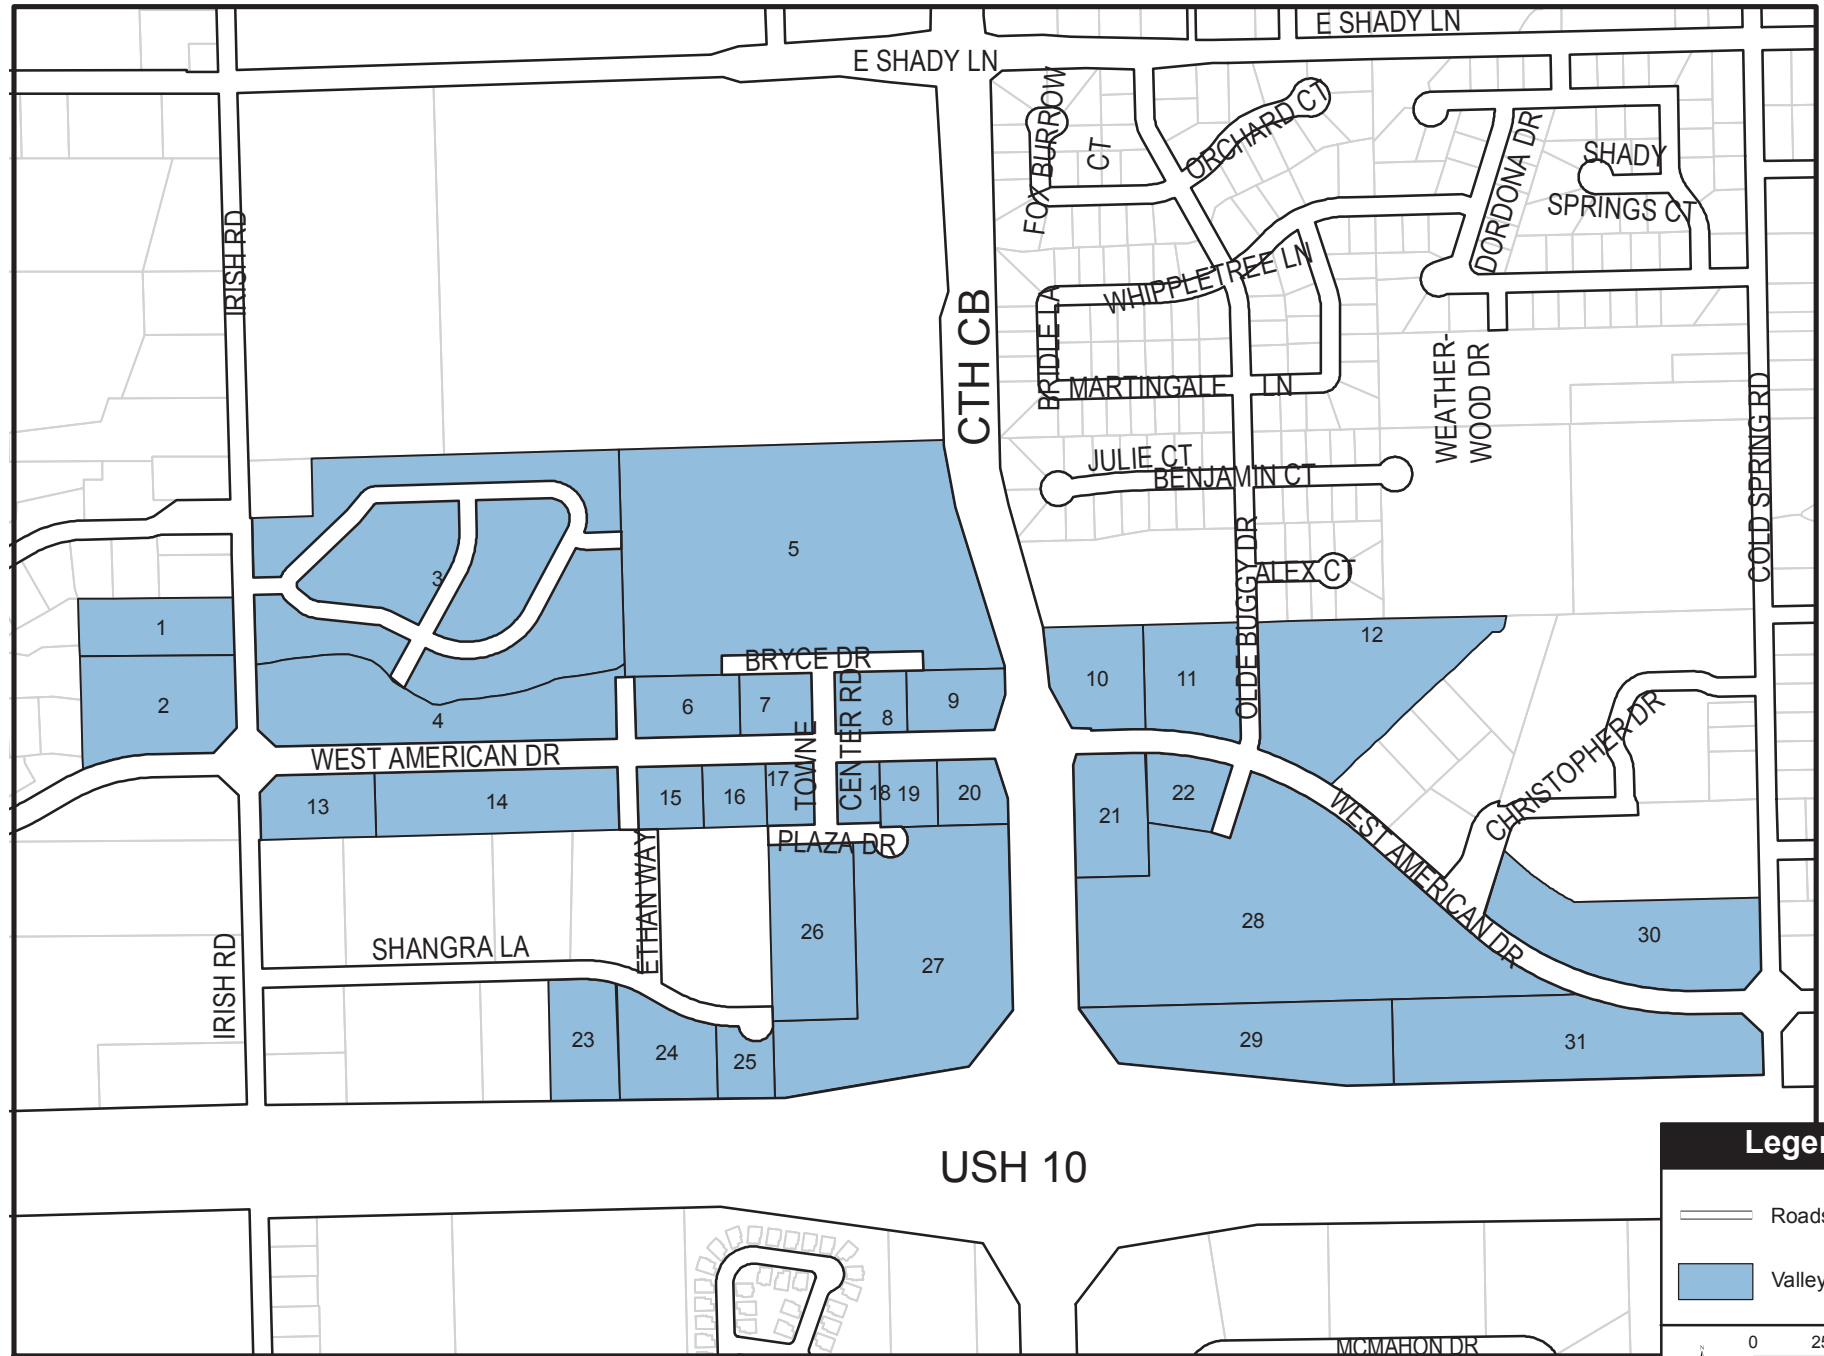 E SHADY LN
E SHADY LN
FOX BURROW
CT
ORCHARD CT
DORDONA DR
SHADY
SPRINGS CT
IRISH RD
WHIPPLETREE LN
BRIDLE LA
CTH CB
MARTINGALE LN
WEATHER-
WOOD DR
COLD SPRING RD
JULIE CT
BENJAMIN CT
OLDE BUGGY DR
ALEX CT
5
3
1
2
4
BRYCE DR
6
7
8
9
10
11
12
TOWNE
CENTER RD
WEST AMERICAN DR
CHRISTOPHER DR
13
14
15
16
17
18
19
20
21
22
PLAZA DR
WEST AMERICAN DR
ETHAN WAY
SHANGRA LA
IRISH RD
26
27
28
30
23
24
25
29
31
USH 10
Legen
Roads
Valley
N
0 25
MCMAHON DR